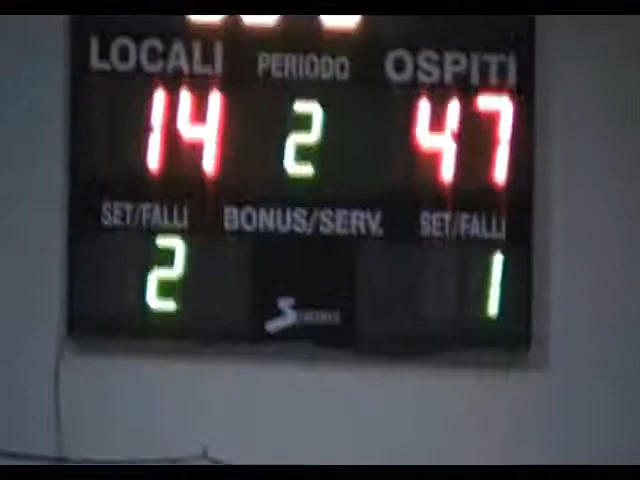 LOCALI PERIODO OSPITI
14 2 47
SET/FALLI BONUS/SERV. SET/FALLI
2 1